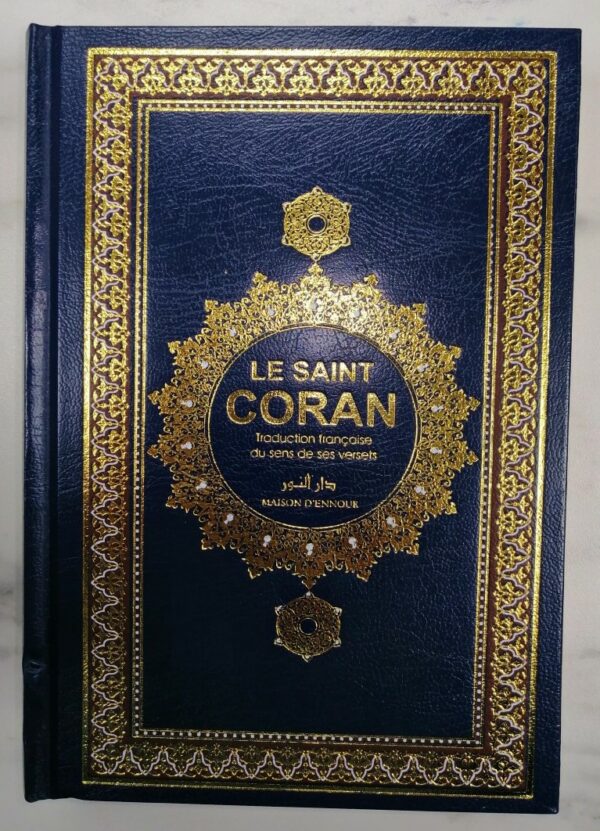 LE SAINT
CORAN
Traduction française
du sens de ses versets
دار النور
MAISON D'ENNOUR